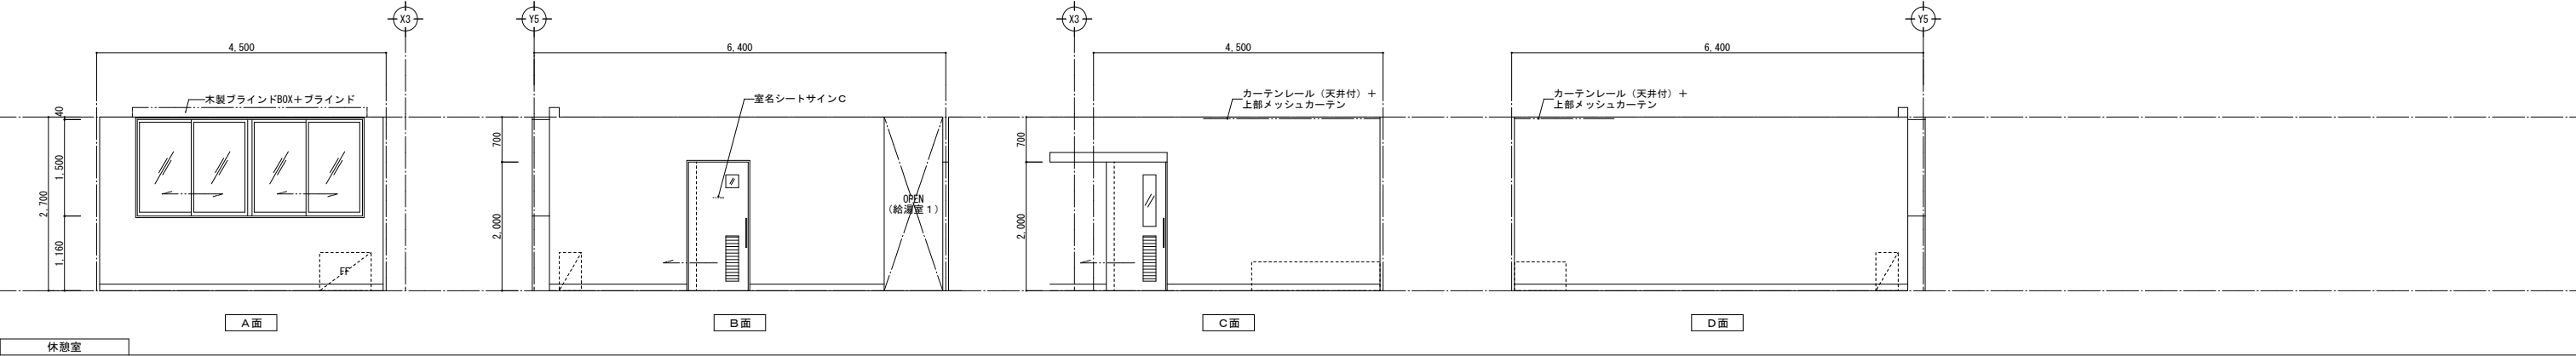 X3
Y5
X3
Y5
4,500
6,400
4,500
6,400
木製ブラインドBOX+ブラインド
室名シートサインC
カーテンレール(天井付)+
上部メッシュカーテン
カーテンレール(天井付)+
上部メッシュカーテン
40
1,500
2,700
1,160
FF
700
2,000
OPEN
(給湯室1)
700
2,000
A面
B面
C面
D面
休憩室